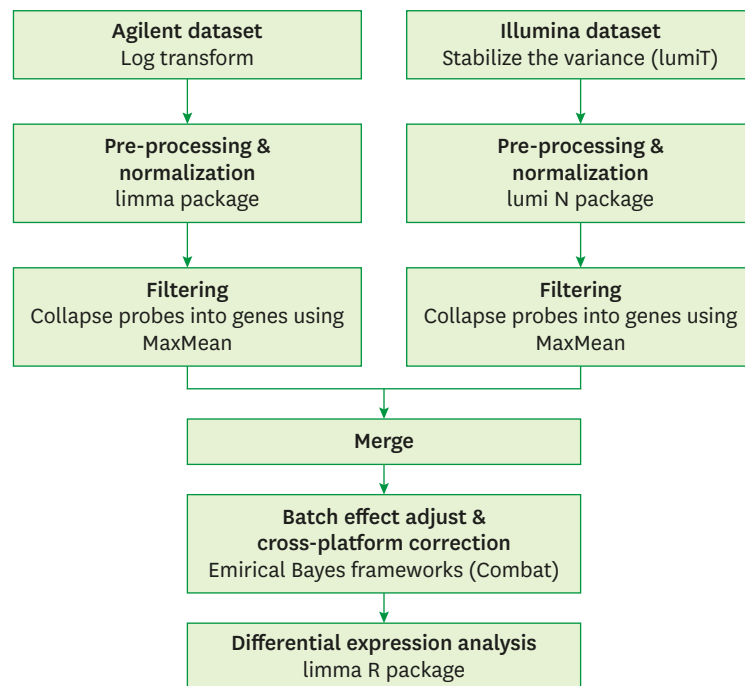 Agilent dataset
Log transform
Illumina dataset
Stabilize the variance (lumiT)
Pre-processing &
normalization
limma package
Pre-processing &
normalization
lumi N package
Filtering
Collapse probes into genes using
MaxMean
Filtering
Collapse probes into genes using
MaxMean
Merge
Batch effect adjust &
cross-platform correction
Emirical Bayes frameworks (Combat)
Differential expression analysis
limma R package